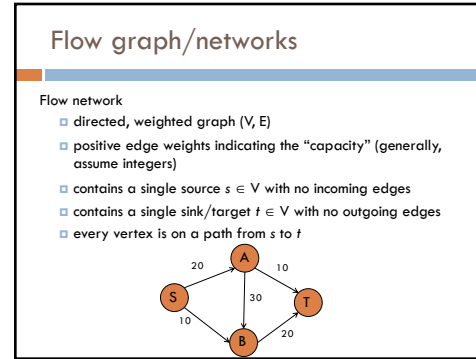 Flow graph/networks
Flow network
directed, weighted graph (V, E)
positive edge weights indicating the “capacity” (generally,
assume integers)
contains a single source s ∈ V with no incoming edges
contains a single sink/target t ∈ V with no outgoing edges
every vertex is on a path from s to t
A
20
10
S
30
T
10
20
B